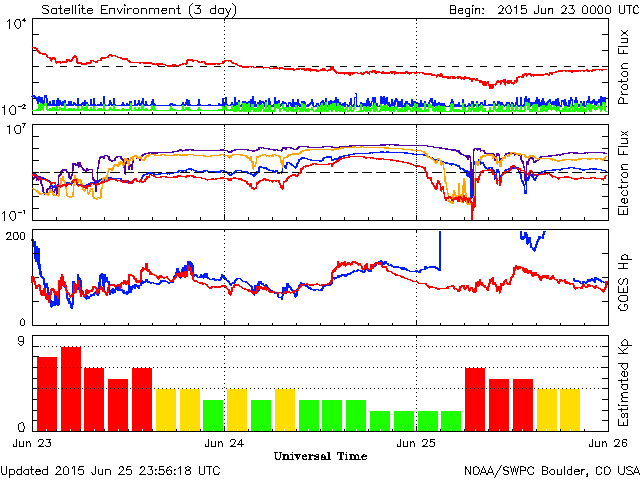 Satellite Environment (3 day) Begin: 2015 Jun 23 0000 UTC
10^4
10^-2
Proton Flux
10^7
10^-1
Electron Flux
200
0
GOES Hp
9
0
Estimated Kp
Jun 23 Jun 24 Jun 25 Jun 26
Universal Time
Updated 2015 Jun 25 23:56:18 UTC NOAA/SWPC Boulder, CO USA